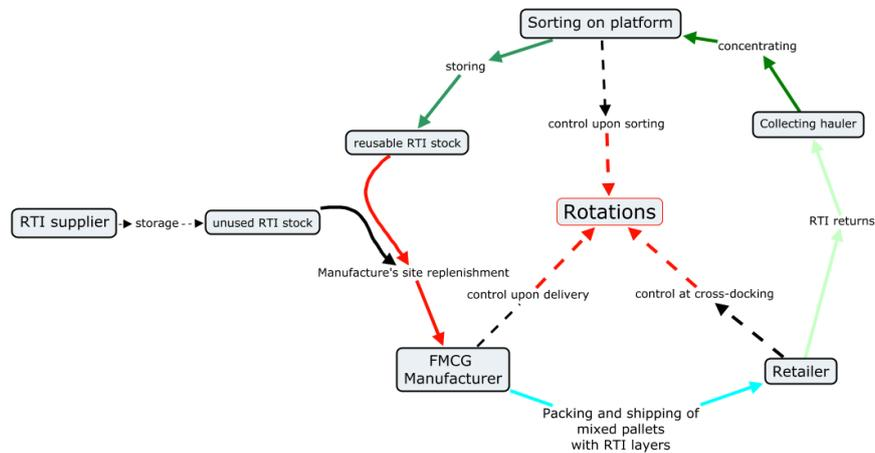 Sorting on platform
concentrating
storing
control upon sorting
Collecting hauler
reusable RTI stock
Rotations
RTI supplier
storage
unused RTI stock
RTI returns
Manufacture's site replenishment
control upon delivery
control at cross-docking
FMCG
Manufacturer
Retailer
Packing and shipping of
mixed pallets
with RTI layers